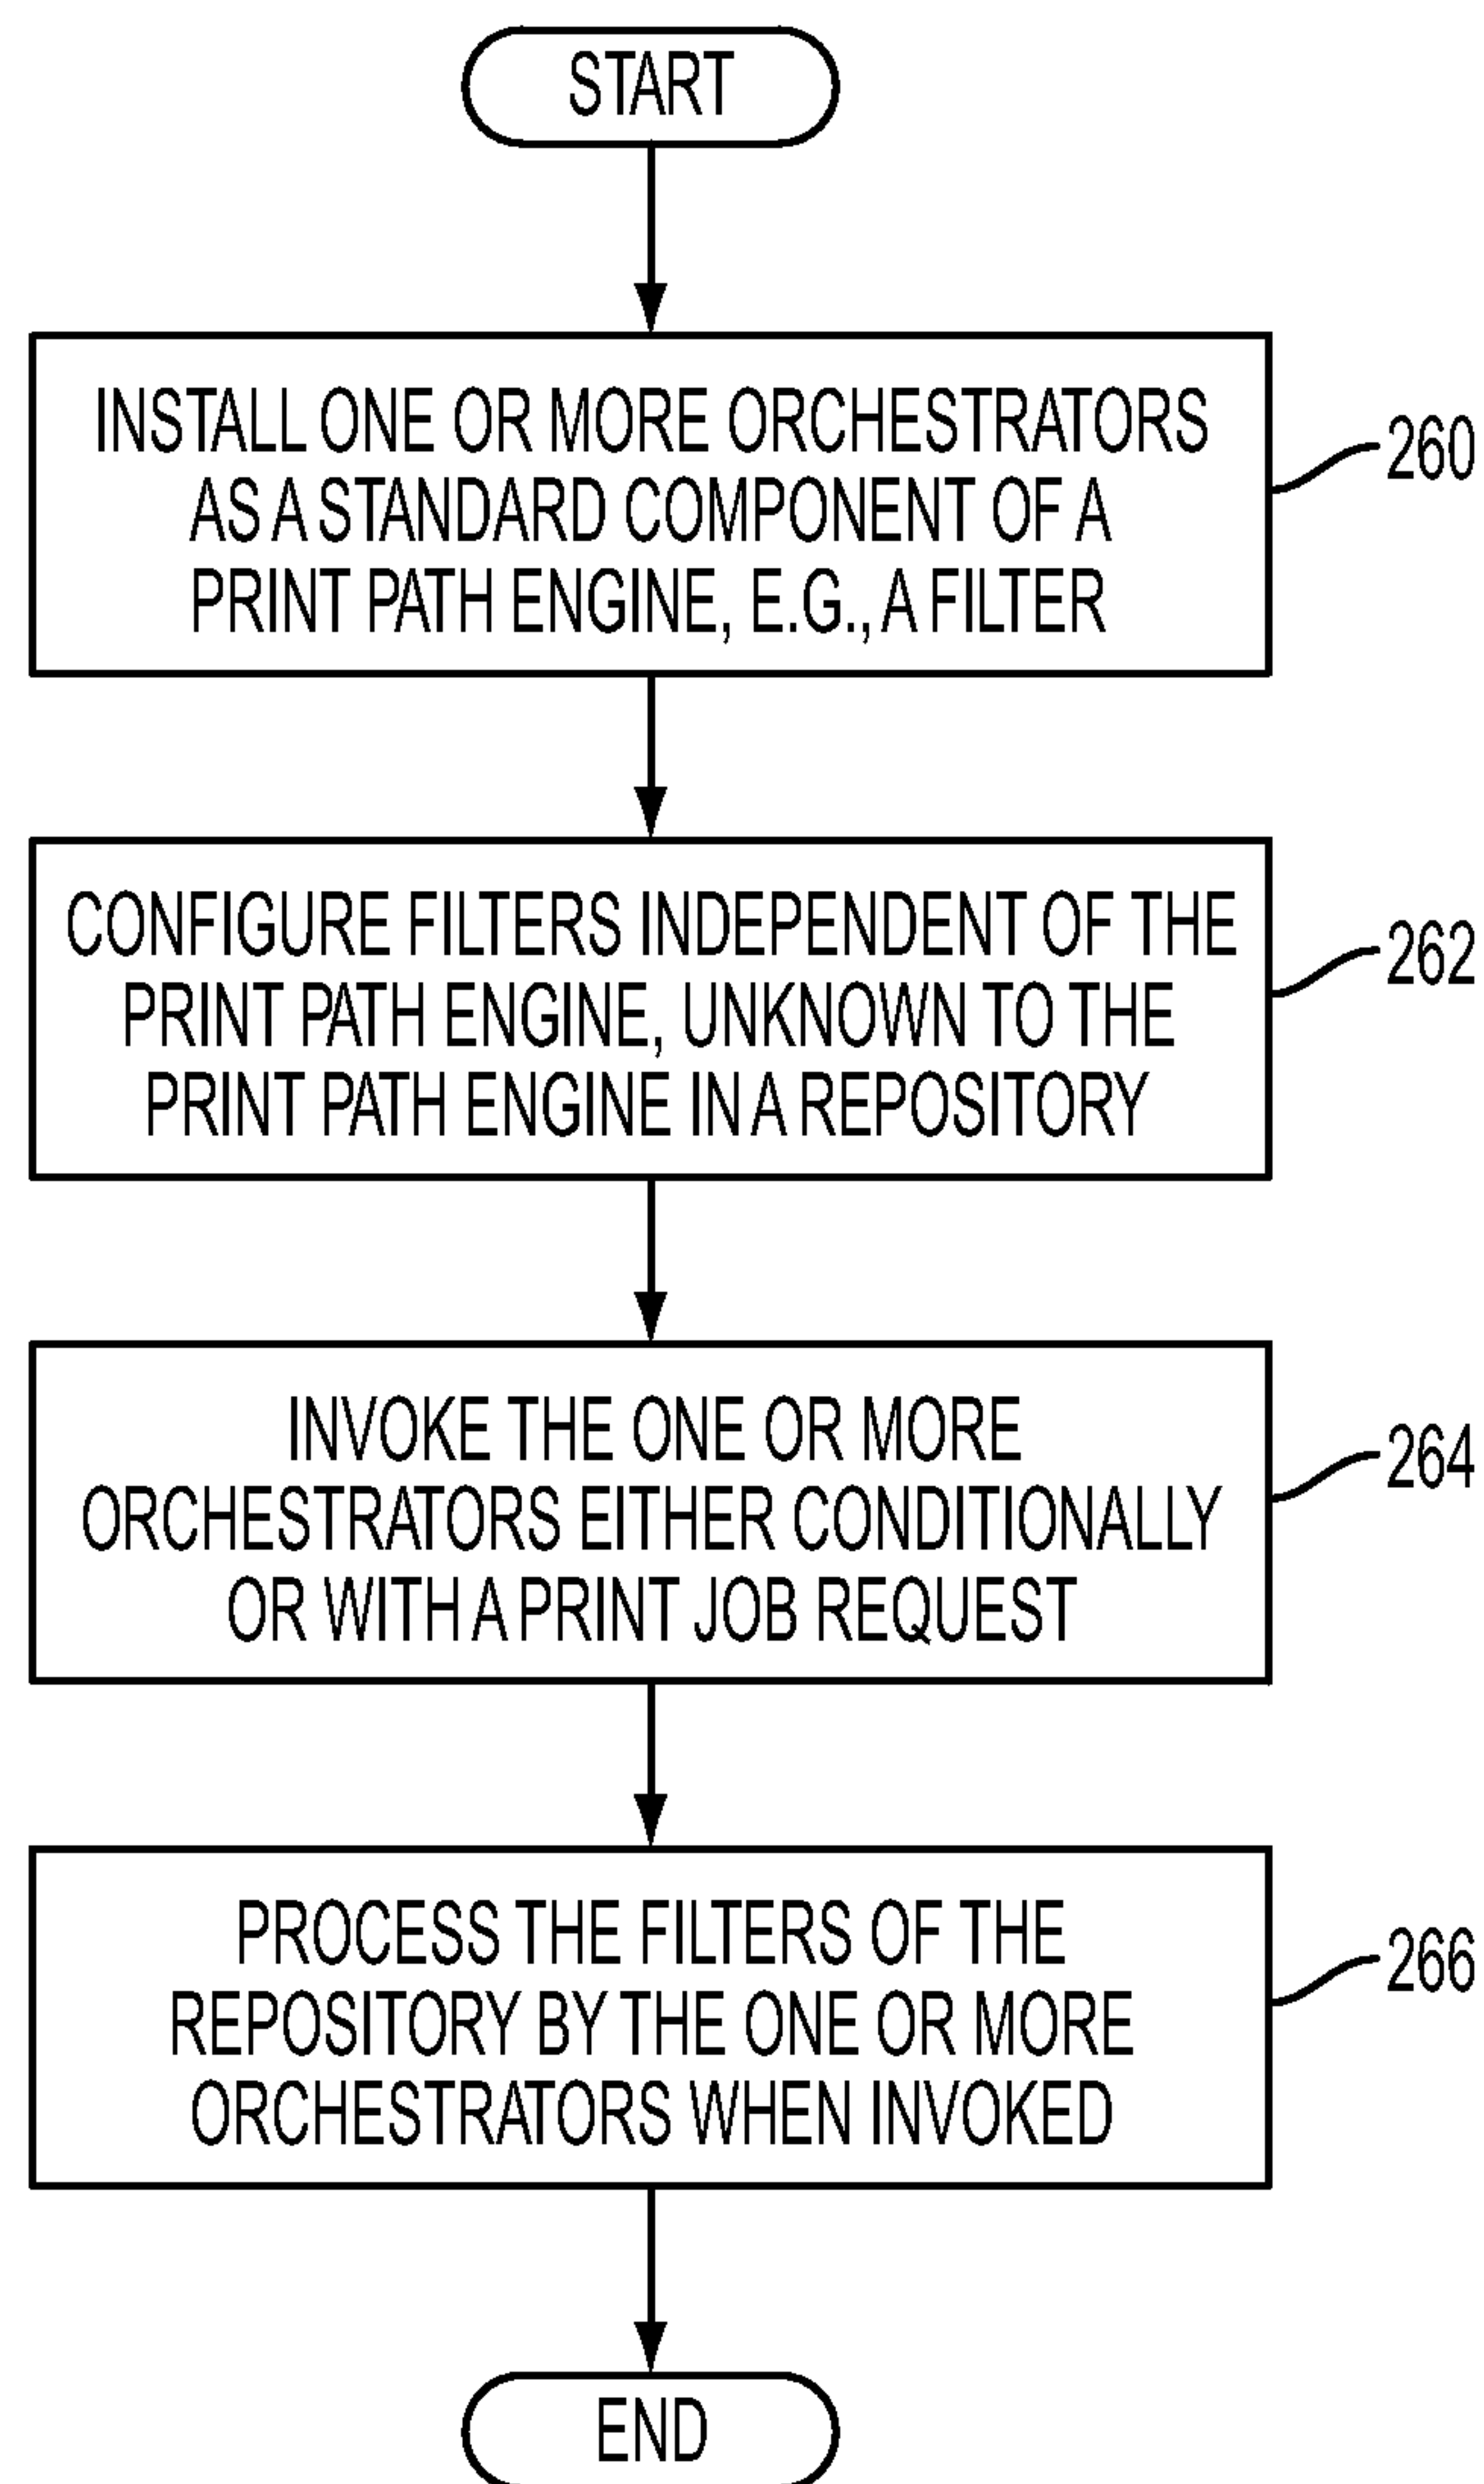 START
INSTALL ONE OR MORE ORCHESTRATORS
AS A STANDARD COMPONENT OF A
PRINT PATH ENGINE, E.G., A FILTER
260
CONFIGURE FILTERS INDEPENDENT OF THE
PRINT PATH ENGINE, UNKNOWN TO THE
PRINT PATH ENGINE IN A REPOSITORY
262
INVOKE THE ONE OR MORE
ORCHESTRATORS EITHER CONDITIONALLY
OR WITH A PRINT JOB REQUEST
264
PROCESS THE FILTERS OF THE
REPOSITORY BY THE ONE OR MORE
ORCHESTRATORS WHEN INVOKED
266
END